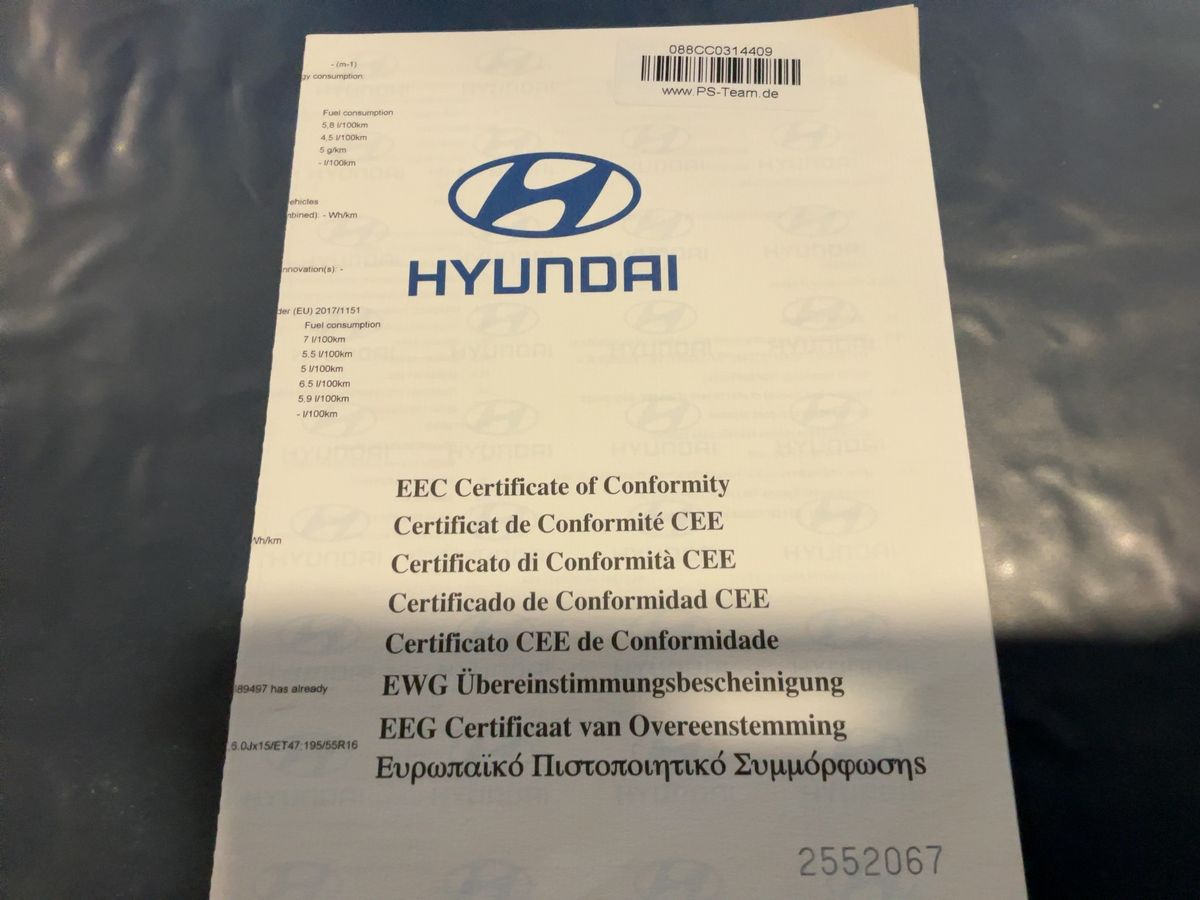 088CC0314409
www.PS-Team.de
- (m-1)
gy consumption:
Fuel consumption
5,8 l/100km
4,5 l/100km
5 g/km
- l/100km
ehicles
nbined): - Wh/km
HYUNDAI
nnovation(s): -
der (EU) 2017/1151
Fuel consumption
7 l/100km
5.5 l/100km
5 l/100km
6.5 l/100km
5.9 l/100km
- l/100km
EEC Certificate of Conformity
Certificat de Conformité CEE
Wh/km
Certificato di Conformità CEE
Certificado de Conformidad CEE
Certificato CEE de Conformidade
EWG Übereinstimmungsbescheinigung
89497 has already
EEG Certificaat van Overeenstemming
6.0Jx15/ET47:195/55R16
Ευρωπαϊκό Πιστοποιητικό Συμμόρφωσης
2552067